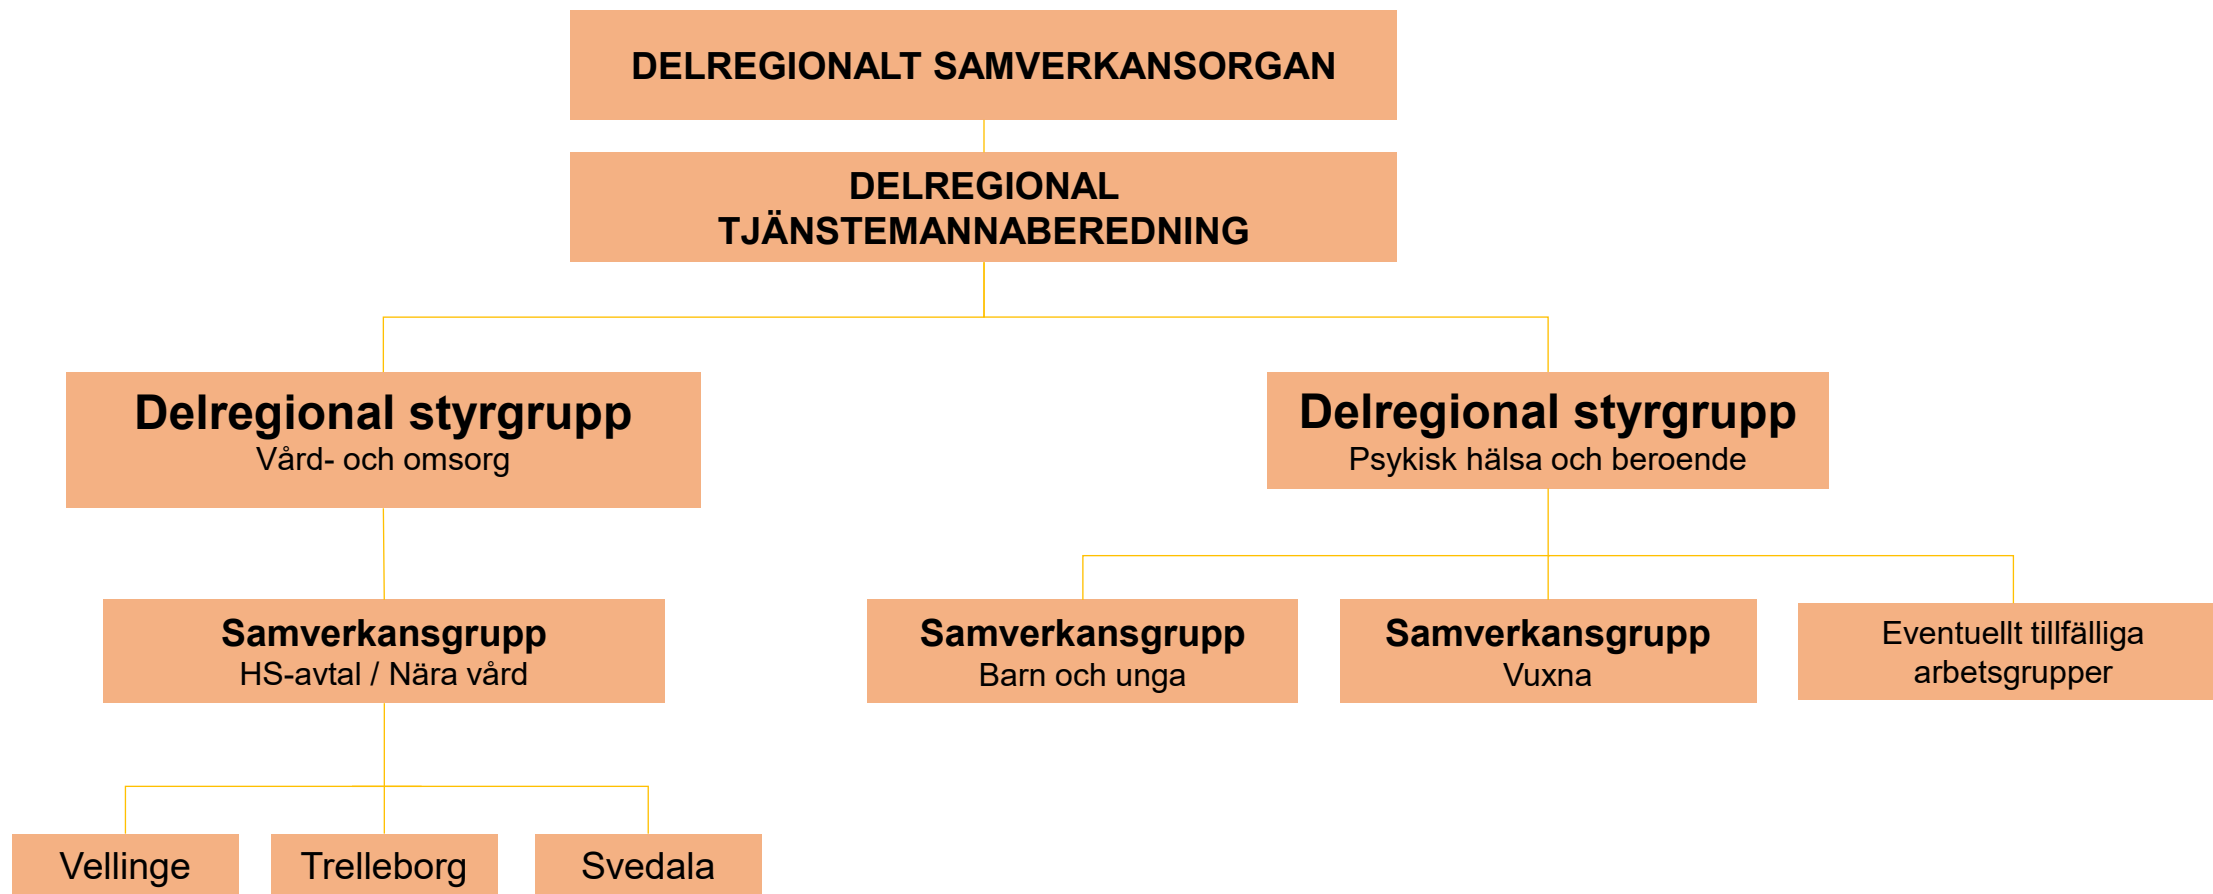 DELREGIONALT SAMVERKANSORGAN
DELREGIONAL
TJÄNSTEMANNABEREDNING
Delregional styrgrupp
Vård- och omsorg
Delregional styrgrupp
Psykisk hälsa och beroende
Samverkansgrupp
HS-avtal / Nära vård
Samverkansgrupp
Barn och unga
Samverkansgrupp
Vuxna
Eventuellt tillfälliga
arbetsgrupper
Vellinge
Trelleborg
Svedala